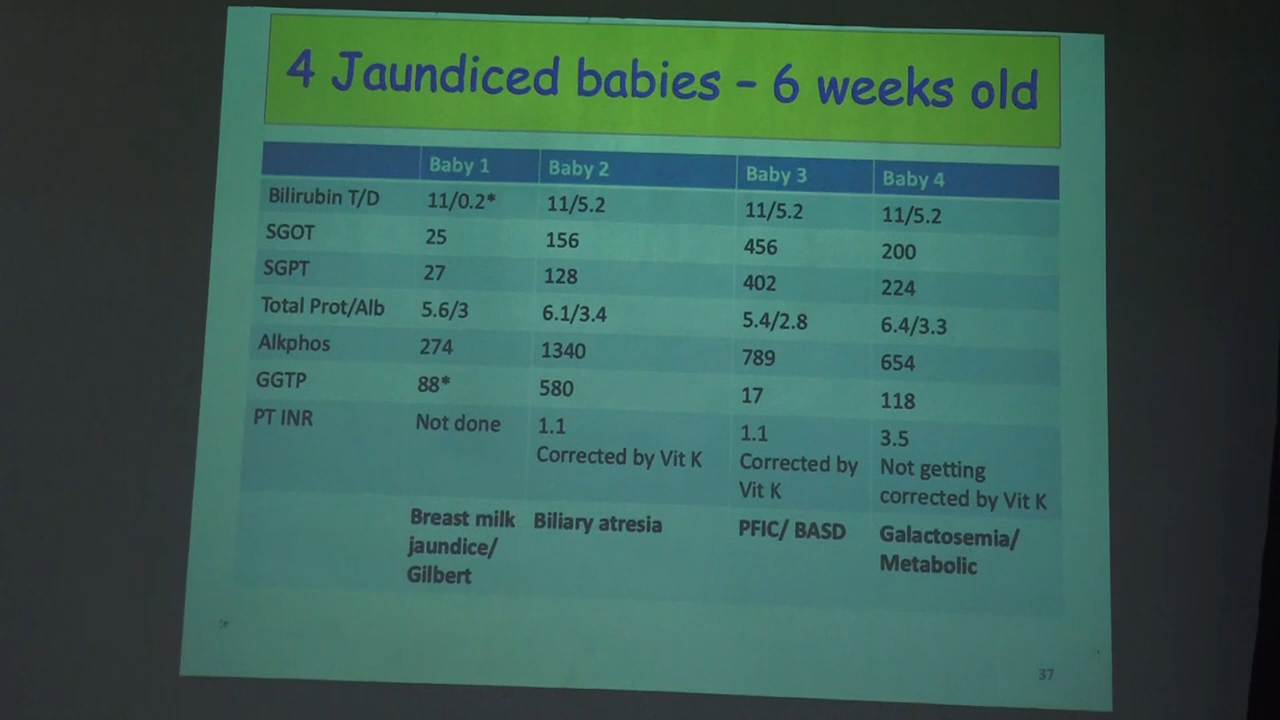 4 Jaundiced babies - 6 weeks old
Baby 1 Baby 2 Baby 3 Baby 4
Bilirubin T/D 11/0.2* 11/5.2 11/5.2 11/5.2
SGOT 25 156 456 200
SGPT 27 128 402 224
Total Prot/Alb 5.6/3 6.1/3.4 5.4/2.8 6.4/3.3
Alkphos 274 1340 789 654
GGTP 88* 580 17 118
PT INR Not done 1.1 1.1 3.5
Corrected by Vit K Corrected by Not getting
Vit K corrected by Vit K
Breast milk Biliary atresia PFIC/ BASD Galactosemia/
jaundice/ Metabolic
Gilbert
37